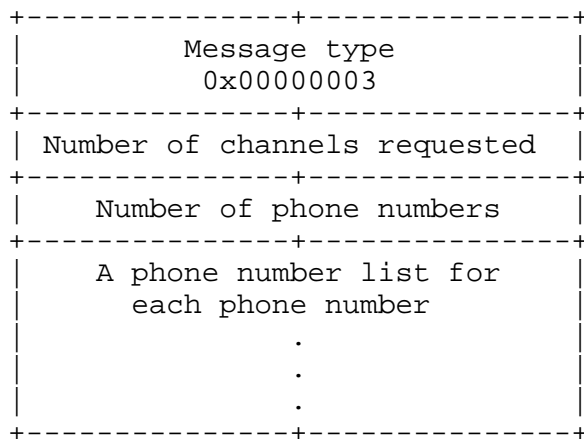 +---------------+---------------+
| Message type |
| 0x00000003 |
+---------------+---------------+
| Number of channels requested |
+---------------+---------------+
| Number of phone numbers |
+---------------+---------------+
| A phone number list for |
| each phone number |
| . |
| . |
| . |
+---------------+---------------+